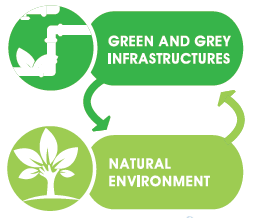 GREEN AND GREY
INFRASTRUCTURES
NATURAL
ENVIRONMENT